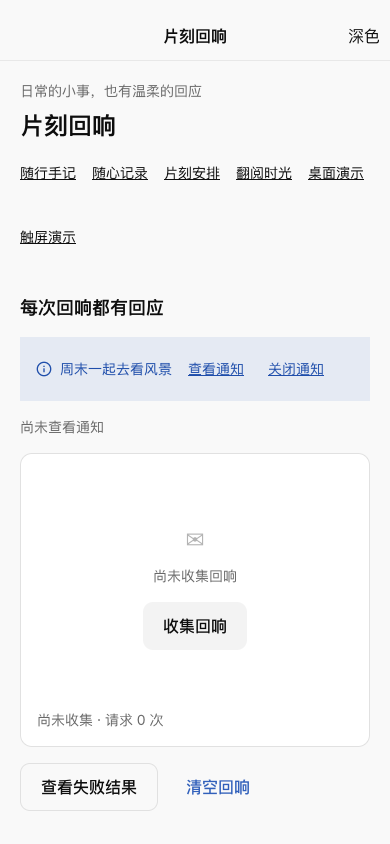 片刻回响 深色
日常的小事，也有温柔的回应
片刻回响
随行手记 随心记录 片刻安排 翻阅时光 桌面演示
触屏演示
每次回响都有回应
周末一起去看风景 查看通知 关闭通知
尚未查看通知
尚未收集回响
收集回响
尚未收集 · 请求 0 次
查看失败结果 清空回响